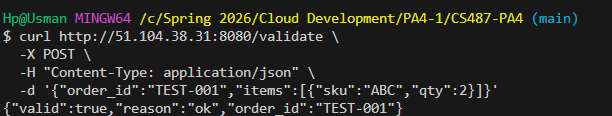 Hp@Usman MINGW64 /c/Spring 2026/Cloud Development/PA4-1/CS487-PA4 (main)
$ curl http://51.104.38.31:8080/validate \
  -X POST \
  -H "Content-Type: application/json" \
  -d '{"order_id":"TEST-001","items":[{"sku":"ABC","qty":2}]}'
{"valid":true,"reason":"ok","order_id":"TEST-001"}